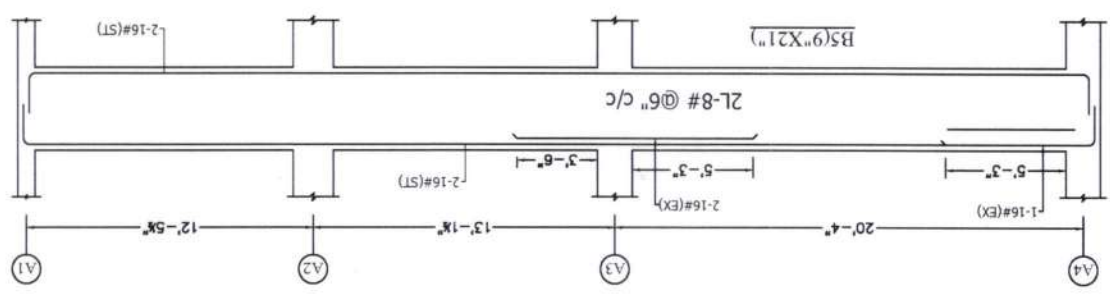 A4 A3 A2 A1
20'-4" 13'-1⅛" 12'-5⅝"
1-16#(EX) 2-16#(EX)
2-16#(ST)
5'-3" 5'-3" 3'-6"
2L-8# @6" c/c
B5(9"X21")
2-16#(ST)